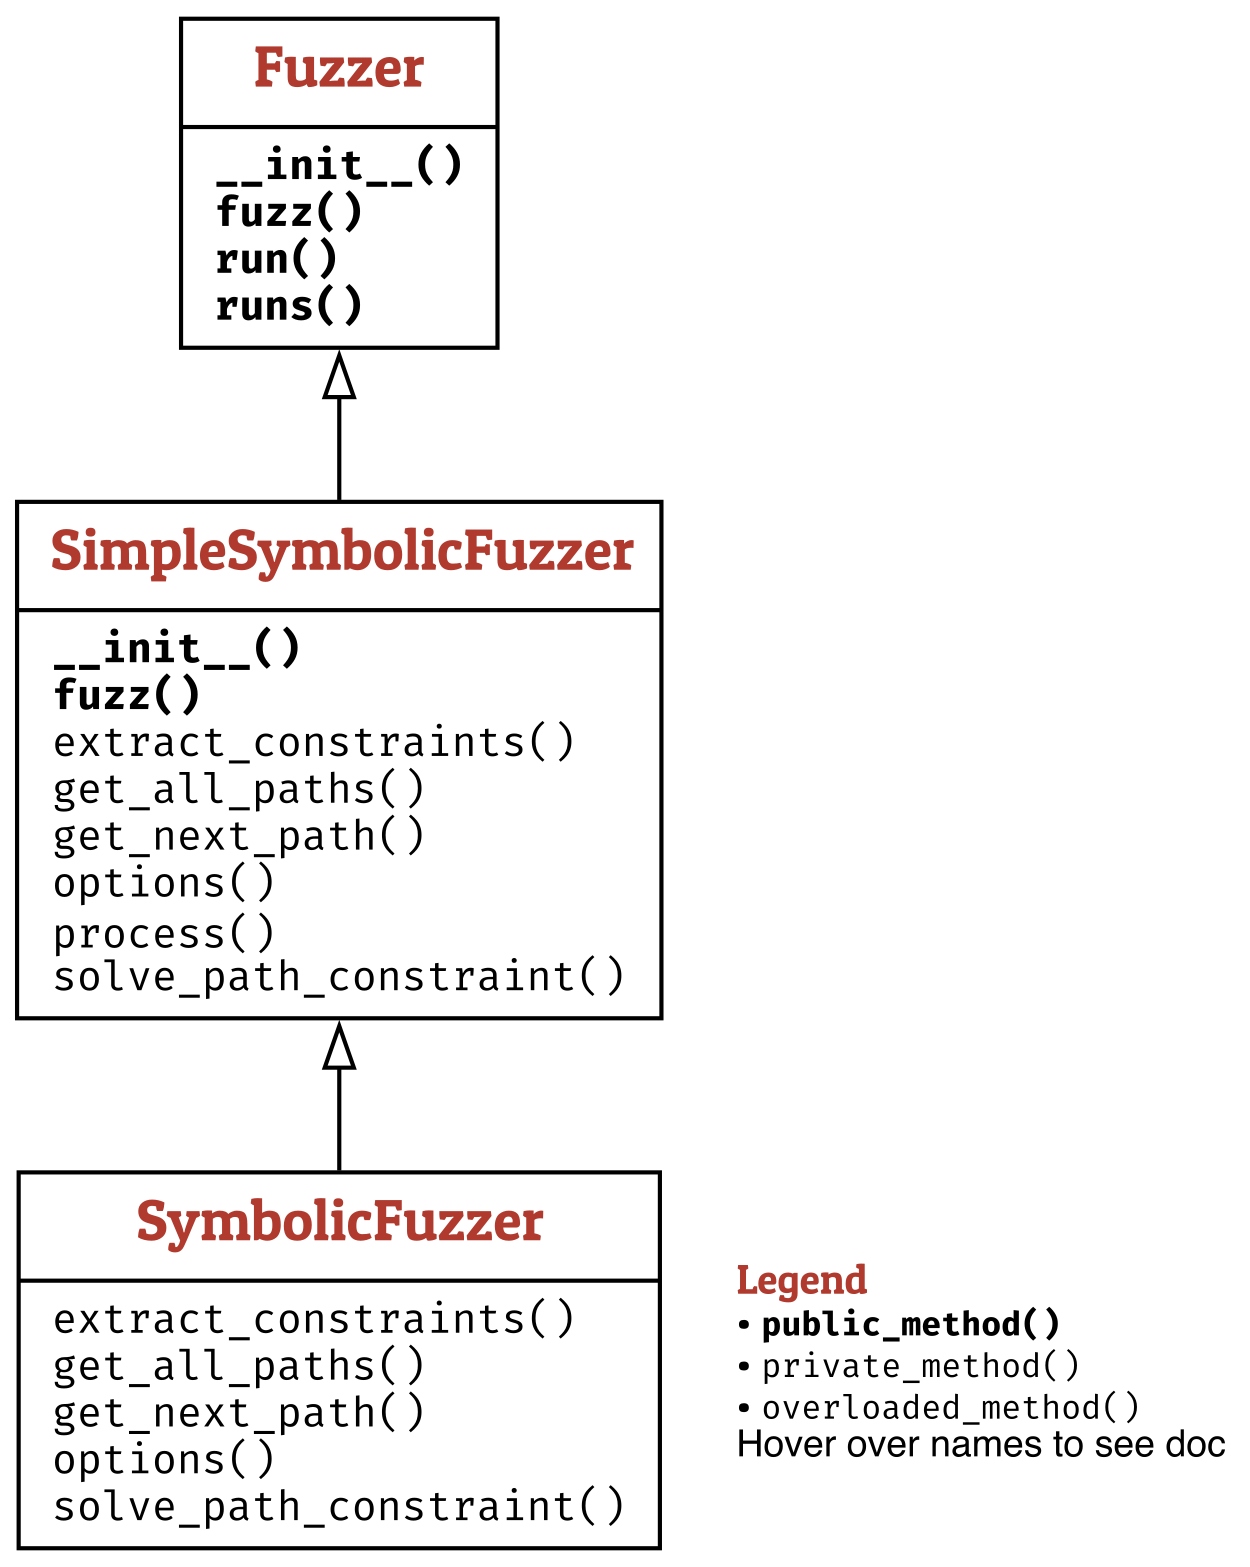 Fuzzer
__init__()
fuzz()
run()
runs()
SimpleSymbolicFuzzer
__init__()
fuzz()
extract_constraints()
get_all_paths()
get_next_path()
options()
process()
solve_path_constraint()
SymbolicFuzzer
extract_constraints()
get_all_paths()
get_next_path()
options()
solve_path_constraint()
Legend
• public_method()
• private_method()
• overloaded_method()
Hover over names to see doc